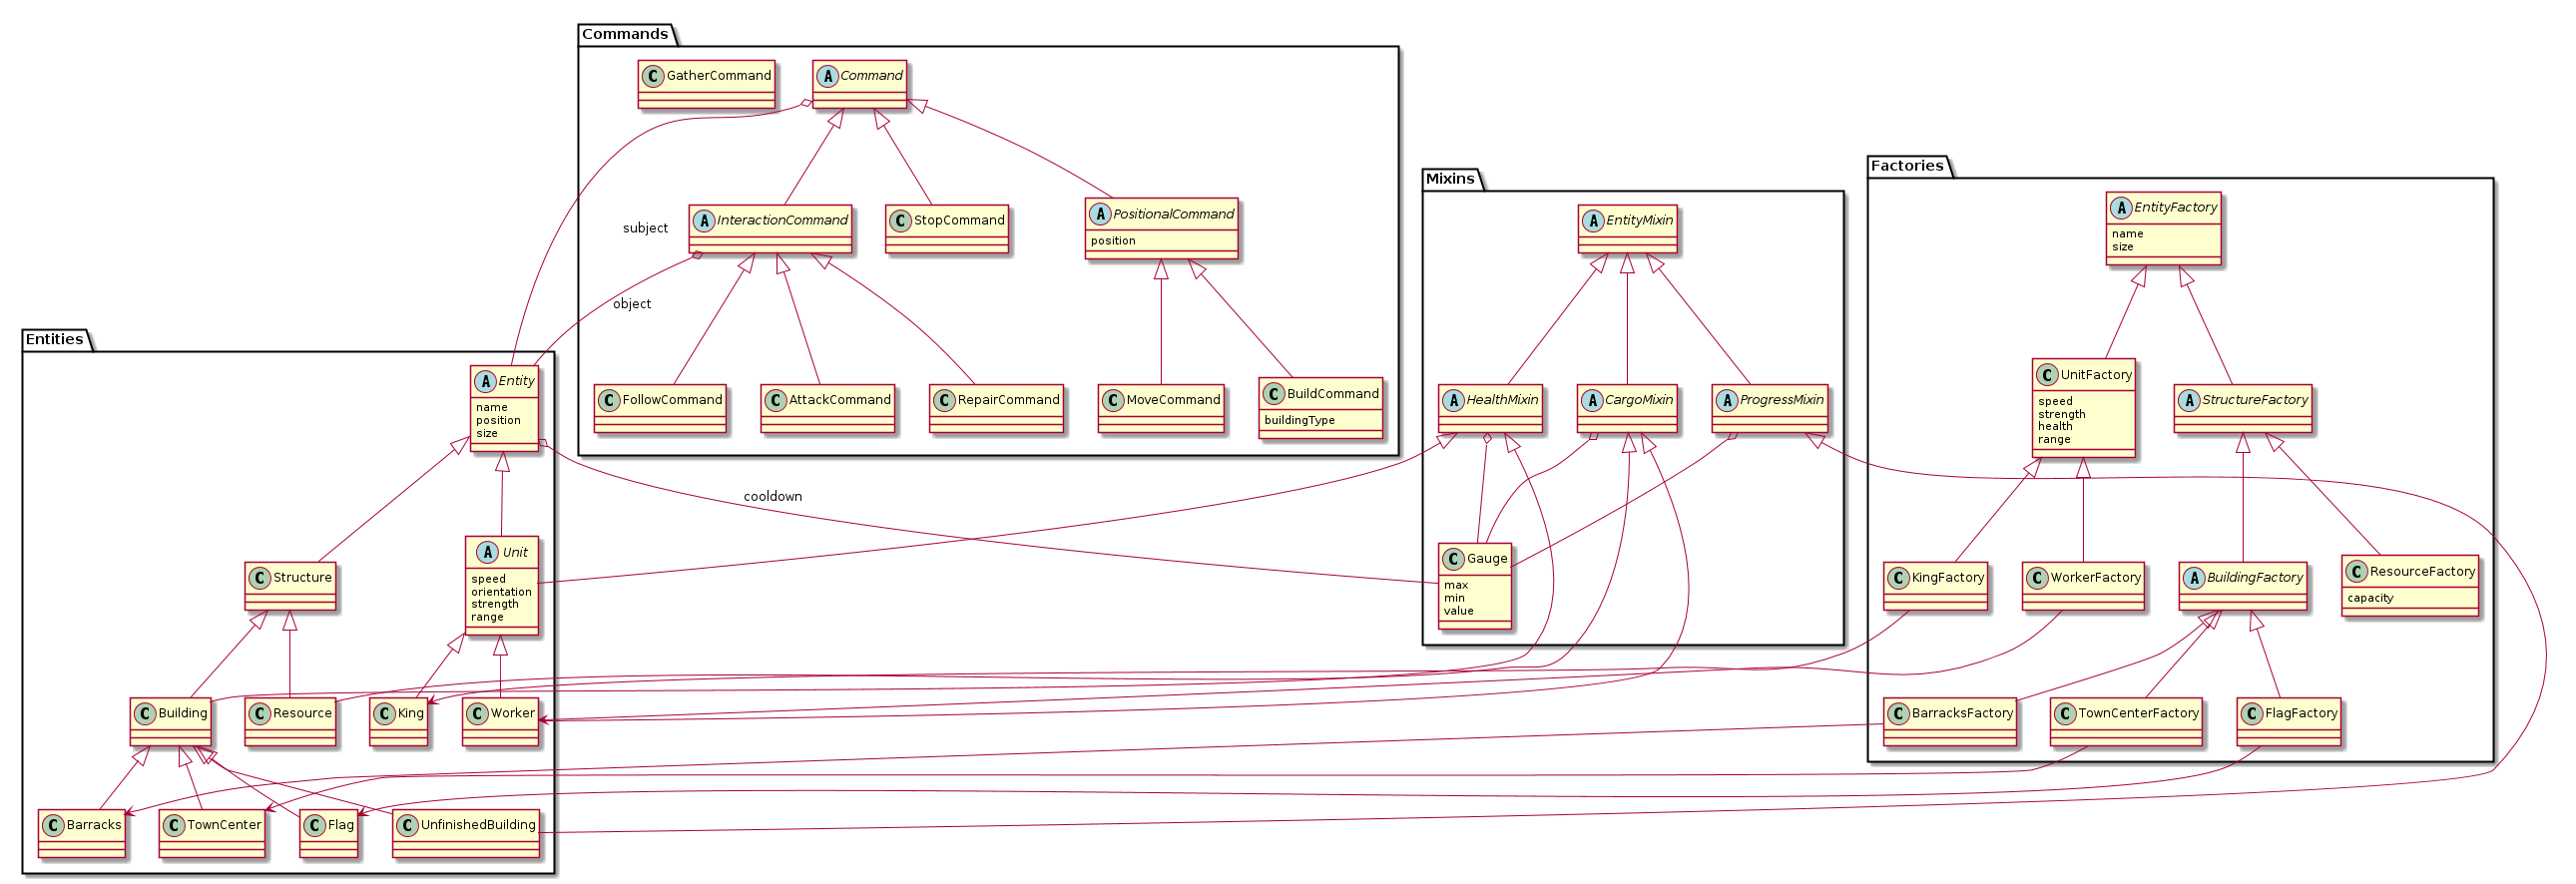 Commands
C GatherCommand
A Command
A InteractionCommand
C StopCommand
A PositionalCommand
position
C FollowCommand
C AttackCommand
C RepairCommand
C MoveCommand
C BuildCommand
buildingType
subject
object
cooldown
Mixins
A EntityMixin
A HealthMixin
A CargoMixin
A ProgressMixin
C Gauge
max
min
value
Factories
A EntityFactory
name
size
C UnitFactory
speed
strength
health
range
A StructureFactory
C KingFactory
C WorkerFactory
A BuildingFactory
C ResourceFactory
capacity
C BarracksFactory
C TownCenterFactory
C FlagFactory
Entities
A Entity
name
position
size
C Structure
A Unit
speed
orientation
strength
range
C Building
C Resource
C King
C Worker
C Barracks
C TownCenter
C Flag
C UnfinishedBuilding